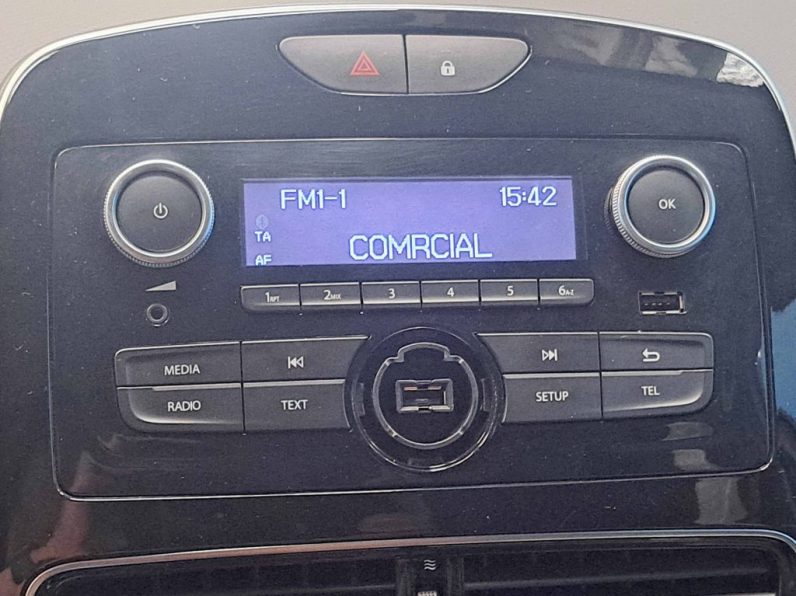 FM1-1 15:42
TA
AF COMRCIAL
OK
1RPT 2MIX 3 4 5 6A-Z
MEDIA
RADIO TEXT SETUP TEL